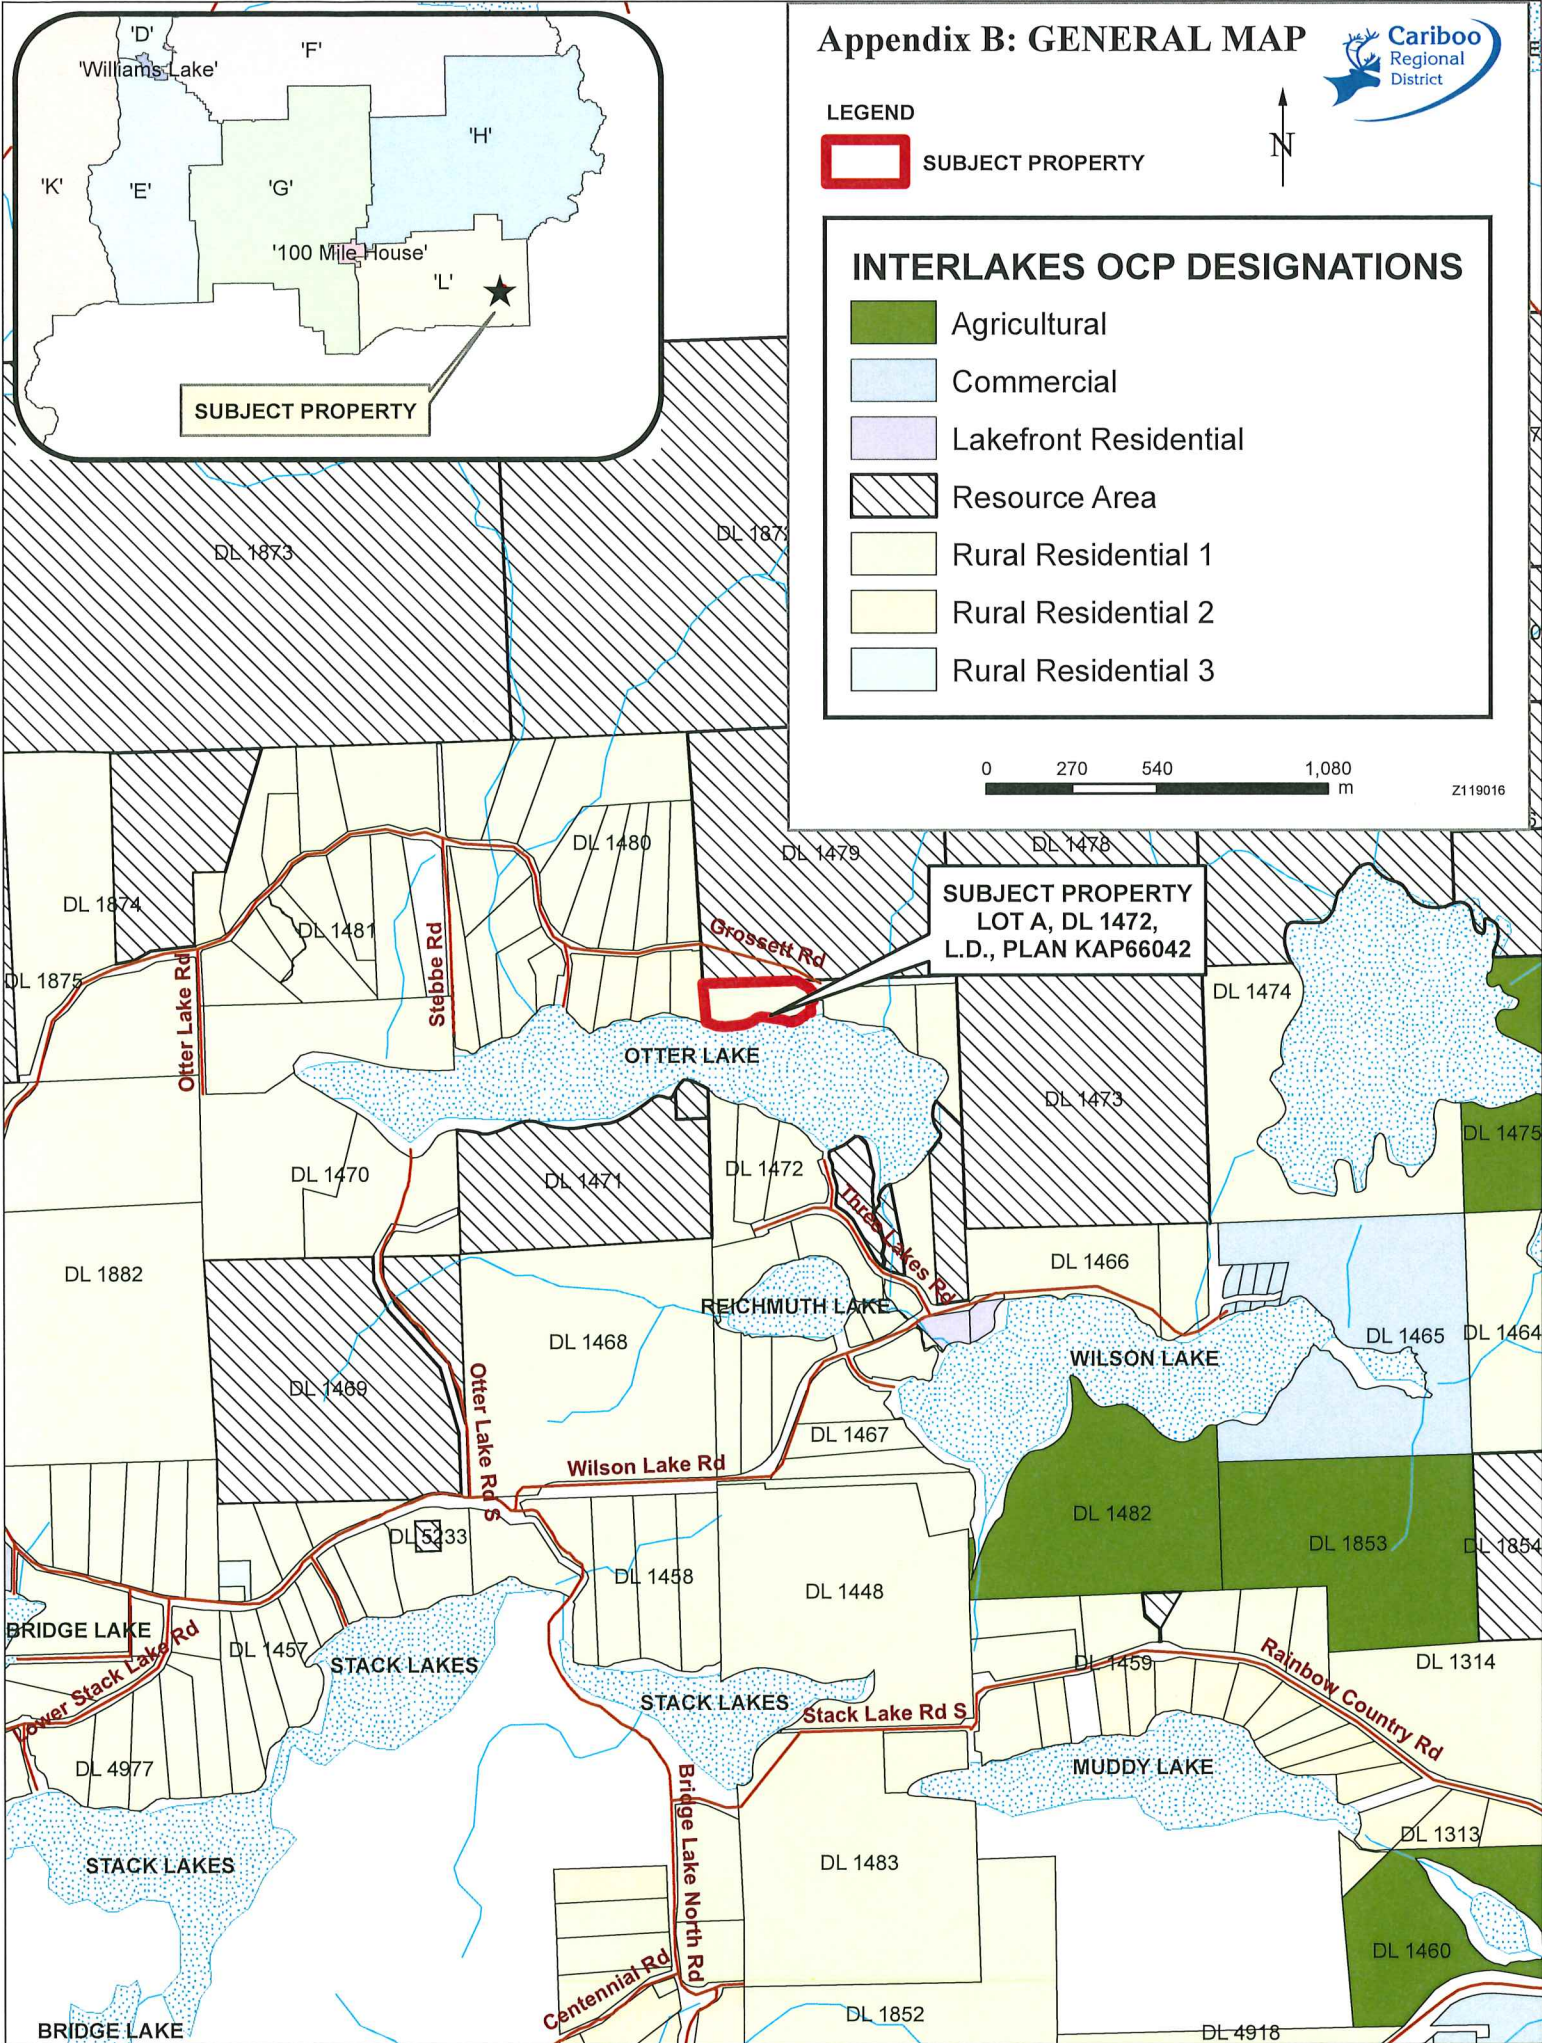 'D'
'F'
'Williams Lake'
'H'
'K'
'E'
'G'
'100 Mile House'
'L'
SUBJECT PROPERTY
Appendix B: GENERAL MAP
Cariboo
Regional
District
LEGEND
SUBJECT PROPERTY
N
INTERLAKES OCP DESIGNATIONS
Agricultural
Commercial
Lakefront Residential
Resource Area
Rural Residential 1
Rural Residential 2
Rural Residential 3
0 270 540 1,080
m
Z119016
DL 1873
DL 1480
DL 1479
DL 1478
DL 1874
DL 1481
SUBJECT PROPERTY
LOT A, DL 1472,
L.D., PLAN KAP66042
Grossett Rd
Stebbe Rd
Otter Lake Rd
DL 1875
DL 1474
OTTER LAKE
DL 1473
DL 1475
DL 1470
DL 1471
DL 1472
Three Lakes Rd
DL 1882
DL 1466
REICHMUTH LAKE
DL 1468
DL 1465
DL 1464
WILSON LAKE
DL 1469
Otter Lake Rd S
DL 1467
Wilson Lake Rd
DL 1482
DL 5233
DL 1853
DL 1854
DL 1458
DL 1448
BRIDGE LAKE
Lower Stack Lake Rd
DL 1457
STACK LAKES
DL 1459
Rainbow Country Rd
DL 1314
STACK LAKES
Stack Lake Rd S
DL 4977
MUDDY LAKE
Bridge Lake North Rd
DL 1313
STACK LAKES
DL 1483
DL 1460
Centennial Rd
DL 1852
BRIDGE LAKE
DL 4918